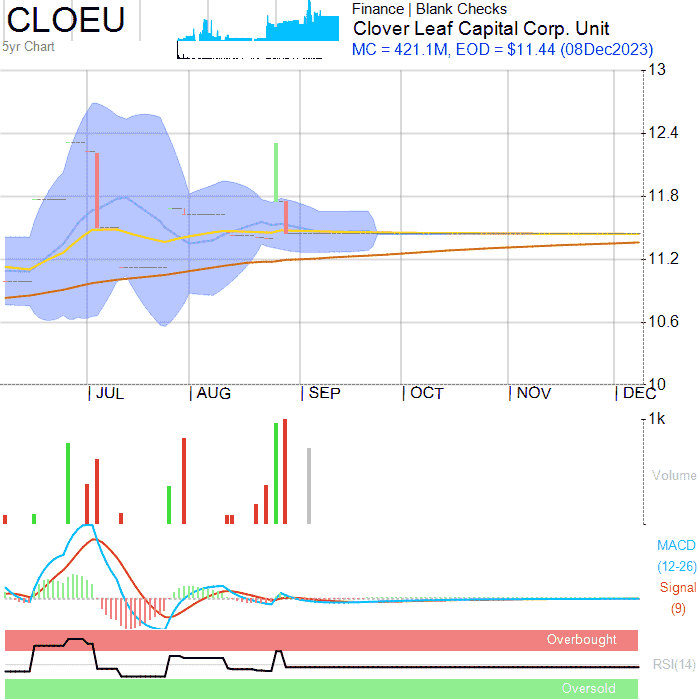 CLOEU
5yr Chart
Finance | Blank Checks
Clover Leaf Capital Corp. Unit
MC = 421.1M, EOD = $11.44 (08Dec2023)
13
12.4
11.8
11.2
10.6
10
| JUL | AUG | SEP | OCT | NOV | DEC
1k
Volume
MACD
(12-26)
Signal
(9)
Overbought
RSI(14)
Oversold